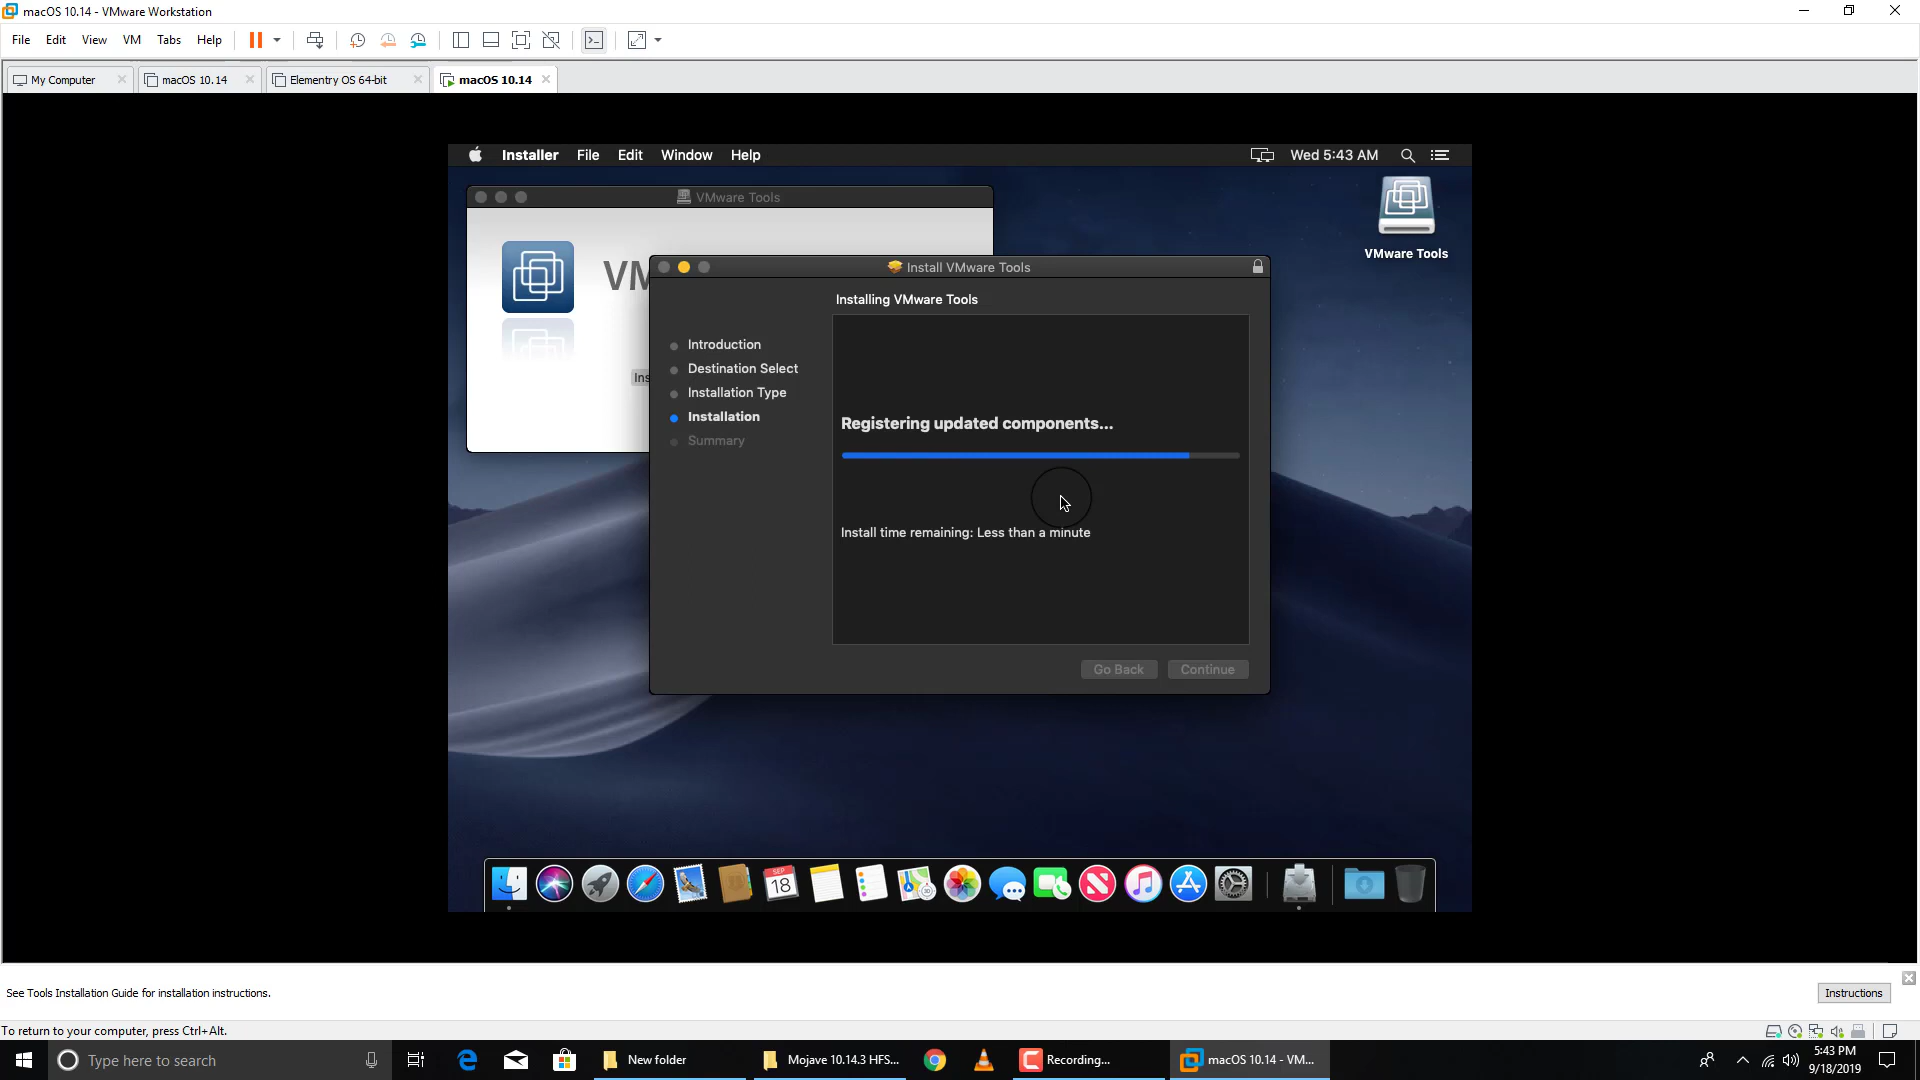 macOS 10.14 - VMware Workstation
File Edit View VM Tabs Help
My Computer macOS 10.14 Elementry OS 64-bit macOS 10.14
Installer File Edit Window Help Wed 5:43 AM
VMware Tools
VMware Tools
VM
Install VMware Tools
Installing VMware Tools
Introduction
Destination Select
Installation Type
Installation
Summary
Ins
Registering updated components...
Install time remaining: Less than a minute
Go Back Continue
SEP
18
See Tools Installation Guide for installation instructions.
Instructions
To return to your computer, press Ctrl+Alt.
Type here to search New folder Mojave 10.14.3 HFS... Recording... macOS 10.14 - VM...
5:43 PM
9/18/2019